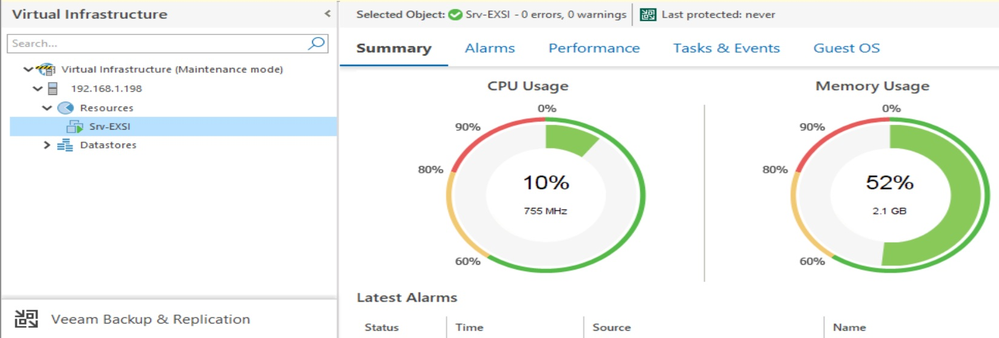 Virtual Infrastructure
Search...
Virtual Infrastructure (Maintenance mode)
192.168.1.198
Resources
Srv-EXSI
Datastores
Veeam Backup & Replication
Selected Object: Srv-EXSI - 0 errors, 0 warnings Last protected: never
Summary Alarms Performance Tasks & Events Guest OS
CPU Usage
0%
90%
80%
10%
755 MHz
60%
Memory Usage
0%
90%
80%
52%
2.1 GB
60%
Latest Alarms
Status Time Source Name